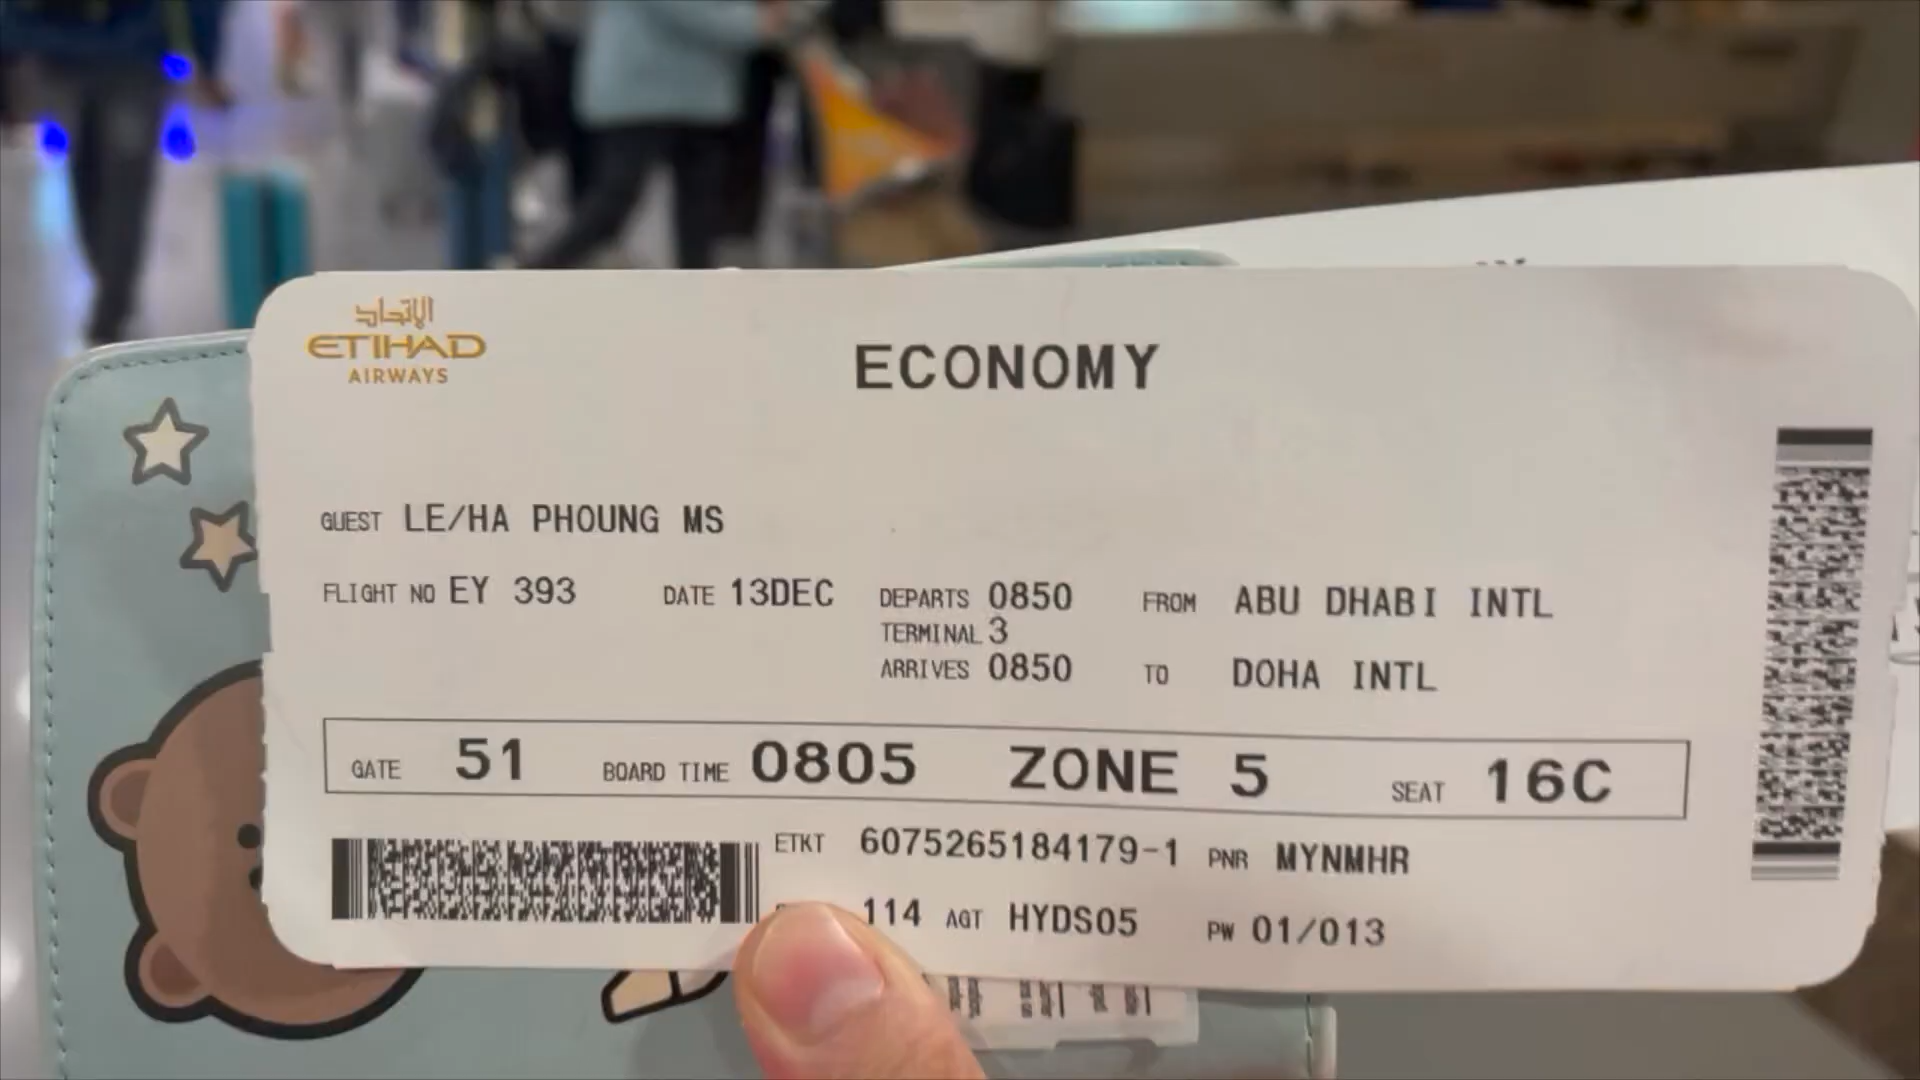 الإتحاد
ETIHAD
AIRWAYS
ECONOMY
GUEST LE/HA PHOUNG MS
FLIGHT NO EY 393 DATE 13DEC DEPARTS 0850 FROM ABU DHABI INTL
TERMINAL 3
ARRIVES 0850 TO DOHA INTL
GATE 51 BOARD TIME 0805 ZONE 5 SEAT 16C
ETKT 6075265184179-1 PNR MYNMHR
114 AGT HYDS05 PW 01/013